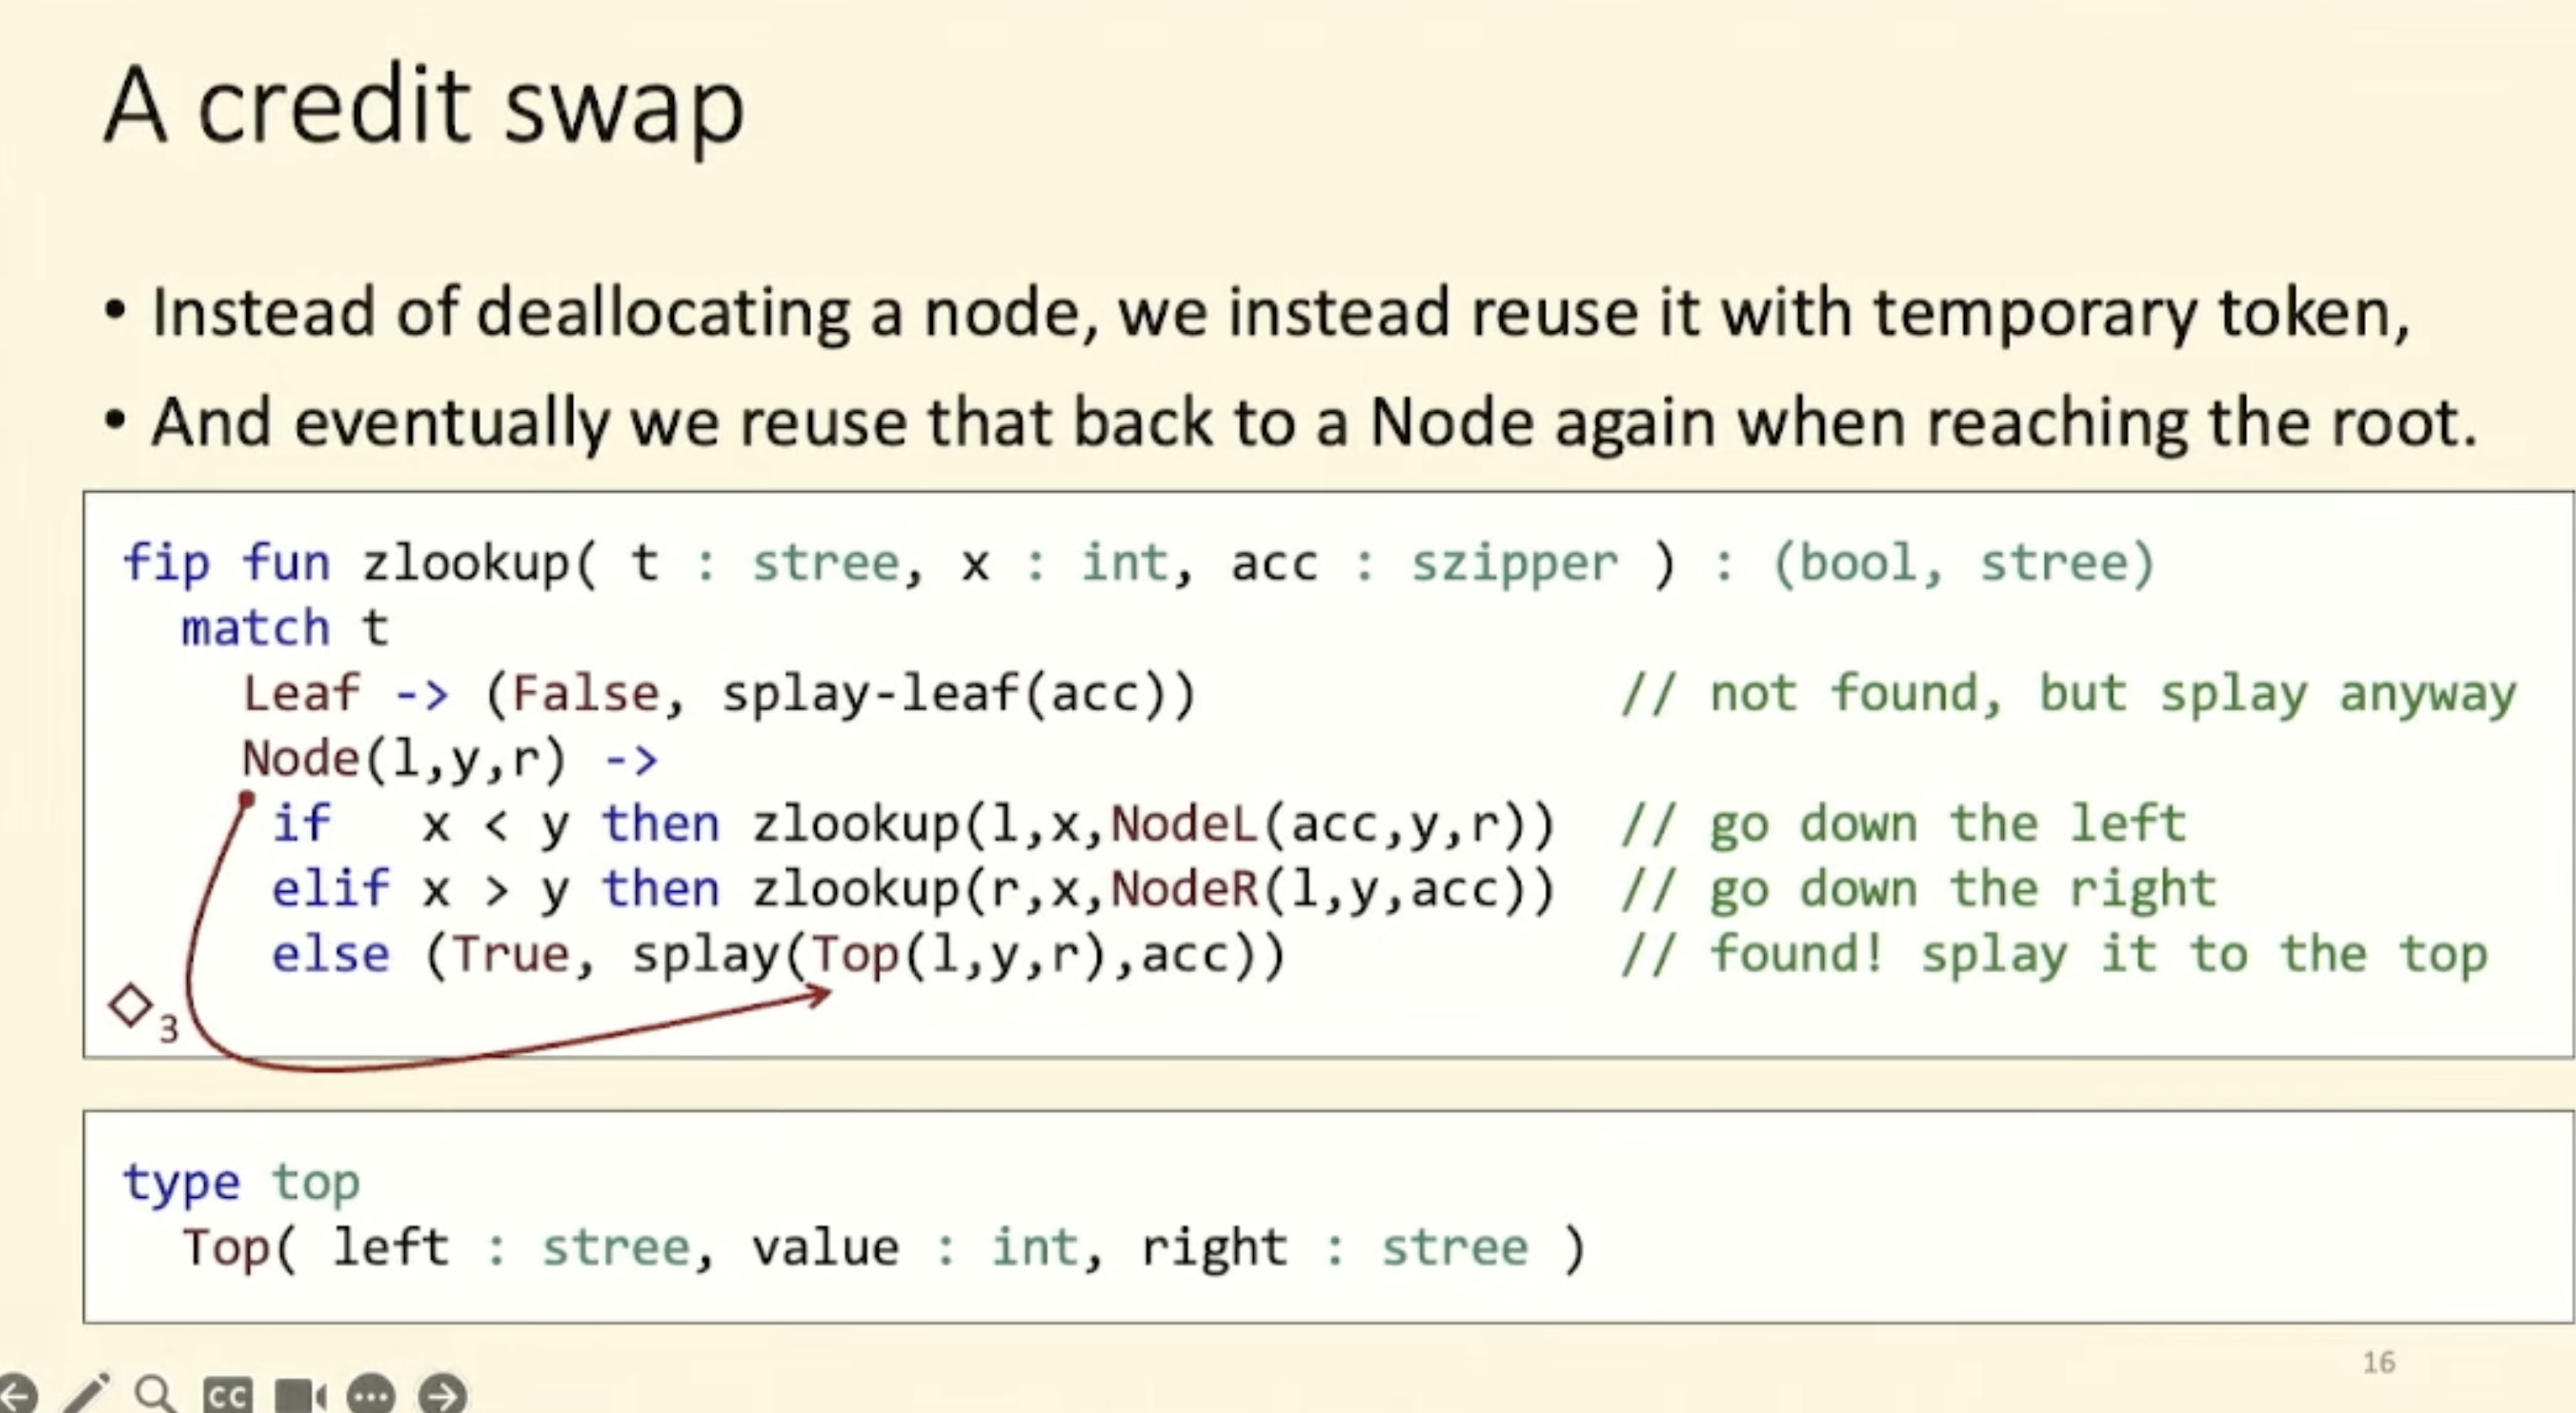 A credit swap
• Instead of deallocating a node, we instead reuse it with temporary token,
• And eventually we reuse that back to a Node again when reaching the root.
fip fun zlookup( t : stree, x : int, acc : szipper ) : (bool, stree)
match t
Leaf -> (False, splay-leaf(acc)) // not found, but splay anyway
Node(l,y,r) ->
if x < y then zlookup(l,x,NodeL(acc,y,r)) // go down the left
elif x > y then zlookup(r,x,NodeR(l,y,acc)) // go down the right
else (True, splay(Top(l,y,r),acc)) // found! splay it to the top
◇3
type top
Top( left : stree, value : int, right : stree )
16
CC